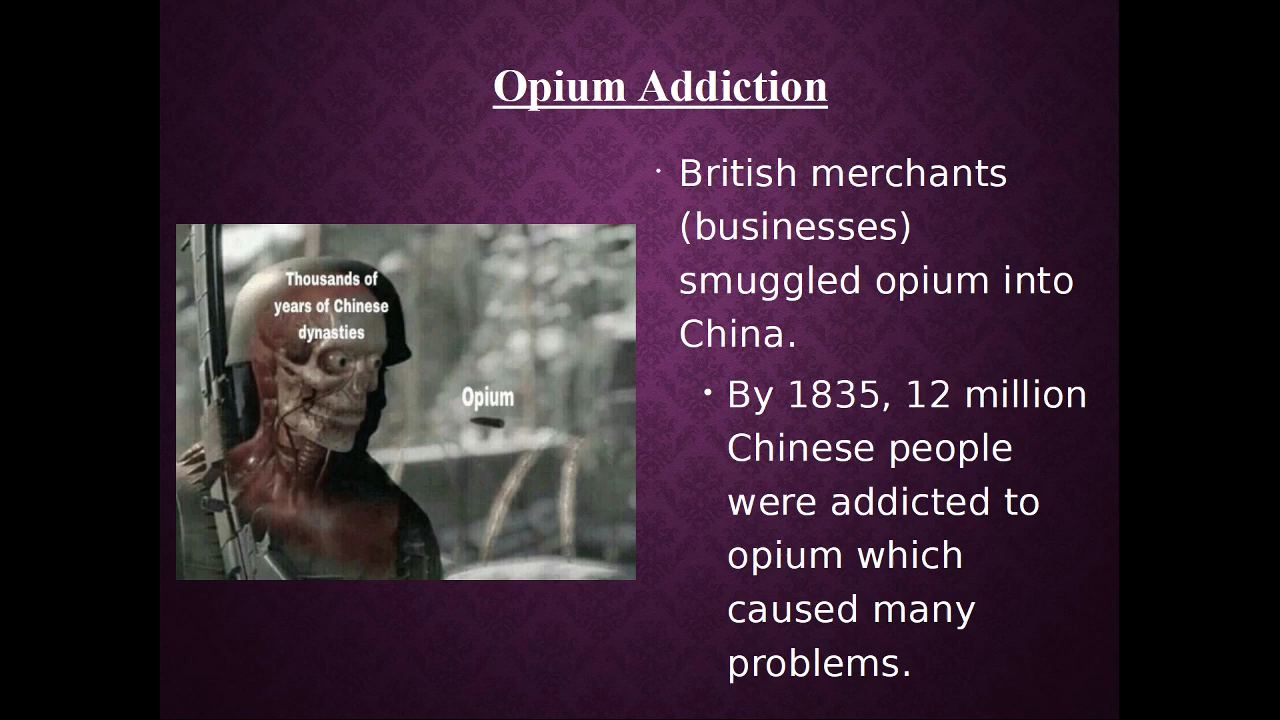 Opium Addiction
Thousands of
years of Chinese
dynasties
Opium
· British merchants
(businesses)
smuggled opium into
China.
• By 1835, 12 million
Chinese people
were addicted to
opium which
caused many
problems.